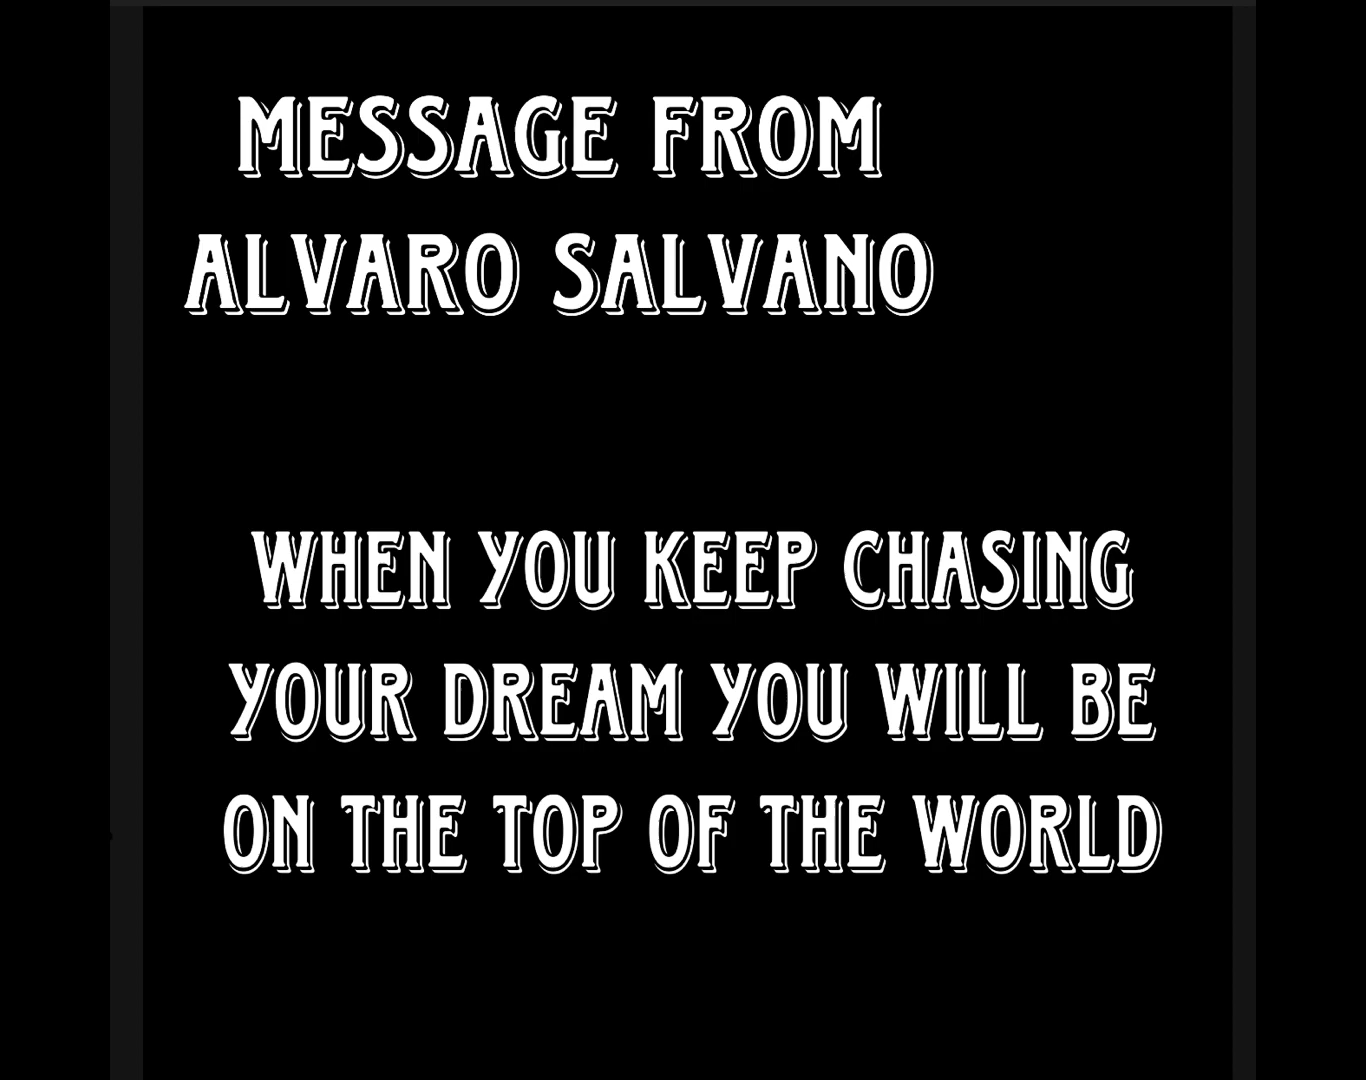 MESSAGE FROM
ALVARO SALVANO
WHEN YOU KEEP CHASING
YOUR DREAM YOU WILL BE
ON THE TOP OF THE WORLD